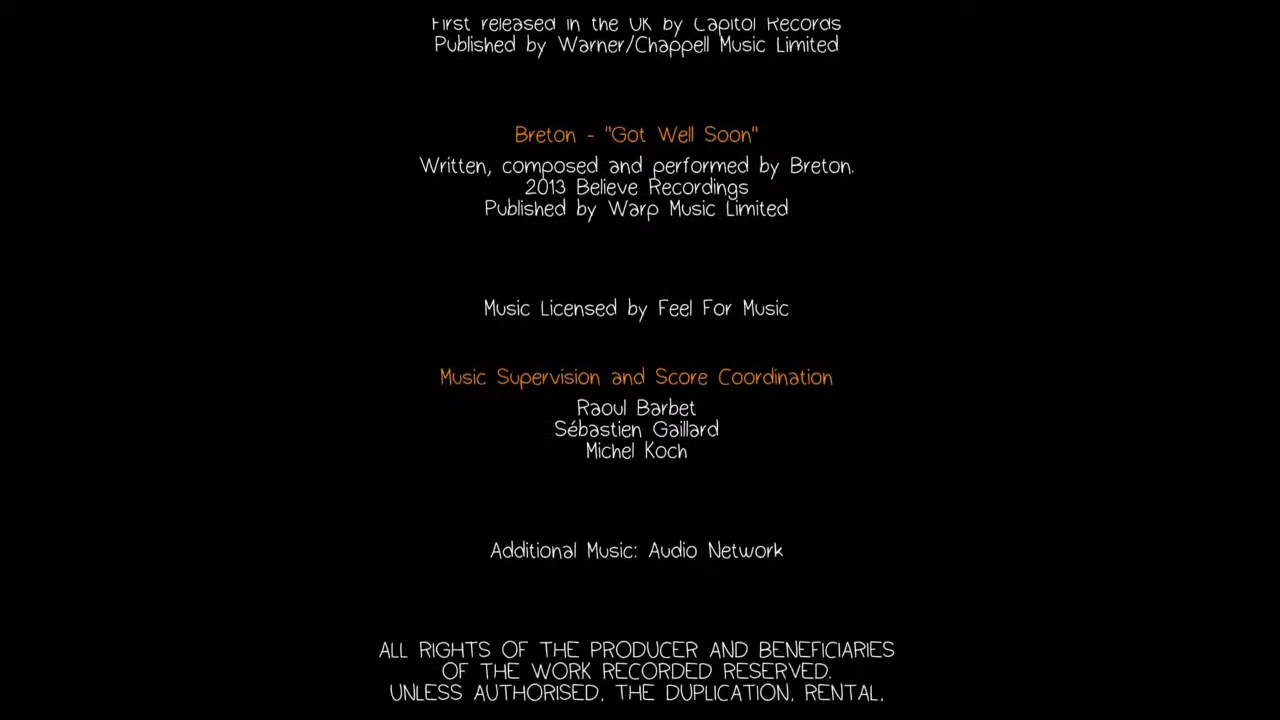 First released in the UK by Capitol Records
Published by Warner/Chappell Music Limited
Breton - "Got Well Soon"
Written, composed and performed by Breton.
2013 Believe Recordings
Published by Warp Music Limited
Music Licensed by Feel For Music
Music Supervision and Score Coordination
Raoul Barbet
Sébastien Gaillard
Michel Koch
Additional Music: Audio Network
ALL RIGHTS OF THE PRODUCER AND BENEFICIARIES
OF THE WORK RECORDED RESERVED.
UNLESS AUTHORISED, THE DUPLICATION, RENTAL,